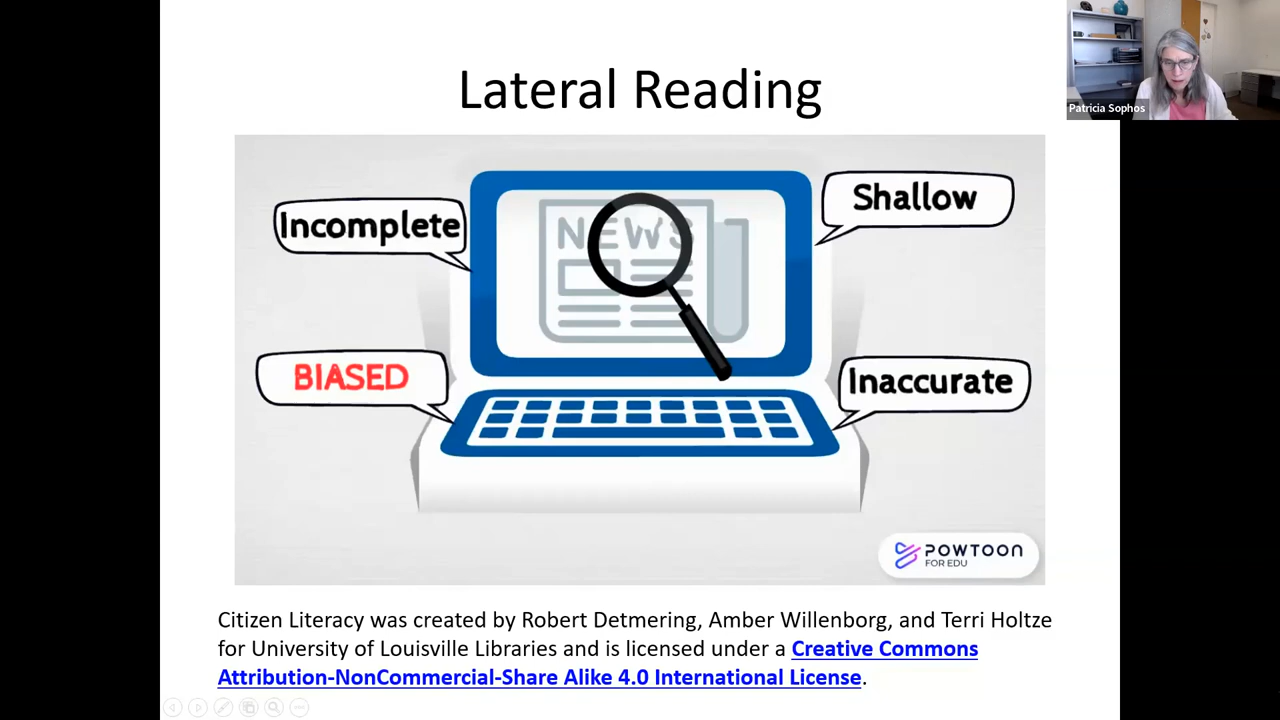 Lateral Reading
Patricia Sophos
Incomplete
Shallow
NEWS
BIASED
Inaccurate
POWTOON
FOR EDU
Citizen Literacy was created by Robert Detmering, Amber Willenborg, and Terri Holtze
for University of Louisville Libraries and is licensed under a Creative Commons
Attribution-NonCommercial-Share Alike 4.0 International License.